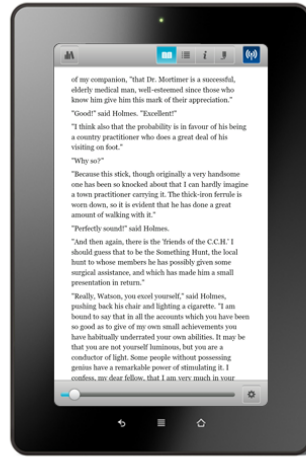 of my companion, "that Dr. Mortimer is a successful,
elderly medical man, well-esteemed since those who
know him give him this mark of their appreciation."
"Good!" said Holmes. "Excellent!"
"I think also that the probability is in favour of his being
a country practitioner who does a great deal of his
visiting on foot."
"Why so?"
"Because this stick, though originally a very handsome
one has been so knocked about that I can hardly imagine
a town practitioner carrying it. The thick-iron ferrule is
worn down, so it is evident that he has done a great
amount of walking with it."
"Perfectly sound!" said Holmes.
"And then again, there is the 'friends of the C.C.H.' I
should guess that to be the Something Hunt, the local
hunt to whose members he has possibly given some
surgical assistance, and which has made him a small
presentation in return."
"Really, Watson, you excel yourself," said Holmes,
pushing back his chair and lighting a cigarette. "I am
bound to say that in all the accounts which you have been
so good as to give of my own small achievements you
have habitually underrated your own abilities. It may be
that you are not yourself luminous, but you are a
conductor of light. Some people without possessing
genius have a remarkable power of stimulating it. I
confess, my dear fellow, that I am very much in your